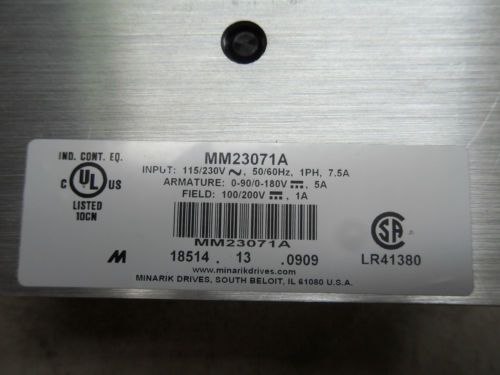 IND. CONT. EQ.
MM23071A
INPUT: 115/230V ~, 50/60Hz, 1PH, 7.5A
ARMATURE: 0-90/0-180V ⎓, 5A
FIELD: 100/200V ⎓, 1A
C UL US
LISTED
10CN
MM23071A
18514 . 13 .0909
SA
LR41380
www.minarikdrives.com
MINARIK DRIVES, SOUTH BELOIT, IL 61080 U.S.A.